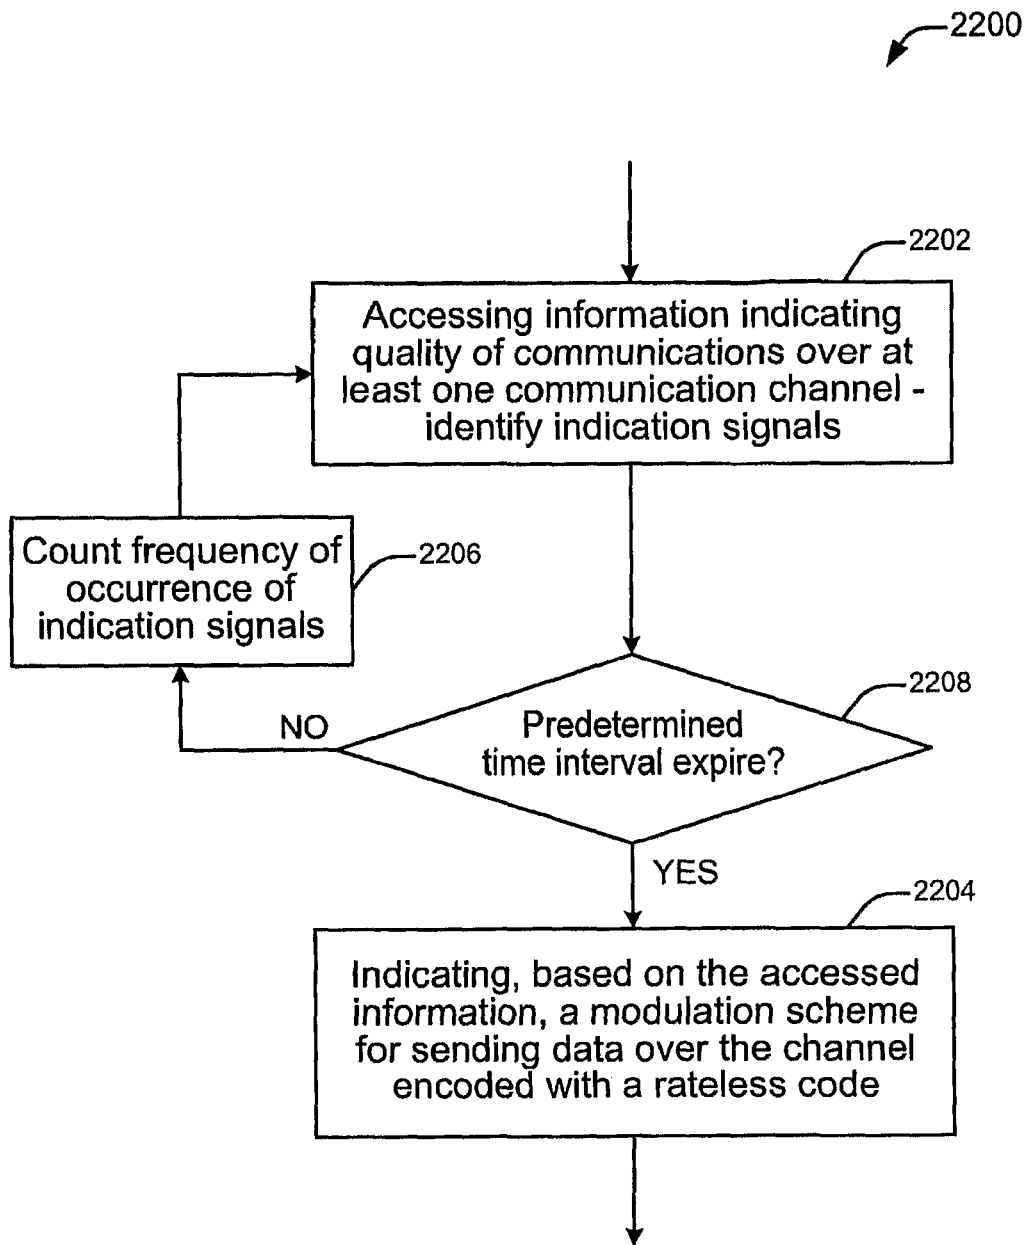 2200
2202
Accessing information indicating
quality of communications over at
least one communication channel -
identify indication signals
Count frequency of
occurrence of
indication signals
2206
2208
Predetermined
time interval expire?
NO
YES
2204
Indicating, based on the accessed
information, a modulation scheme
for sending data over the channel
encoded with a rateless code